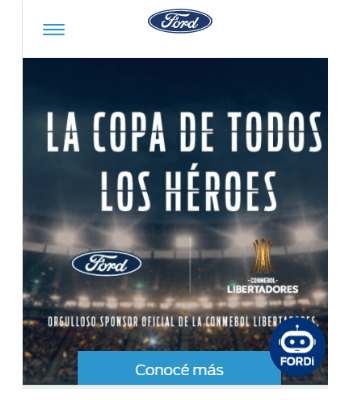 Ford
LA COPA DE TODOS
LOS HÉROES
Ford
-CONMEBOL-
LIBERTADORES
ORGULLOSO SPONSOR OFICIAL DE LA CONMEBOL LIBERTADORES.
Conocé más
FORDi